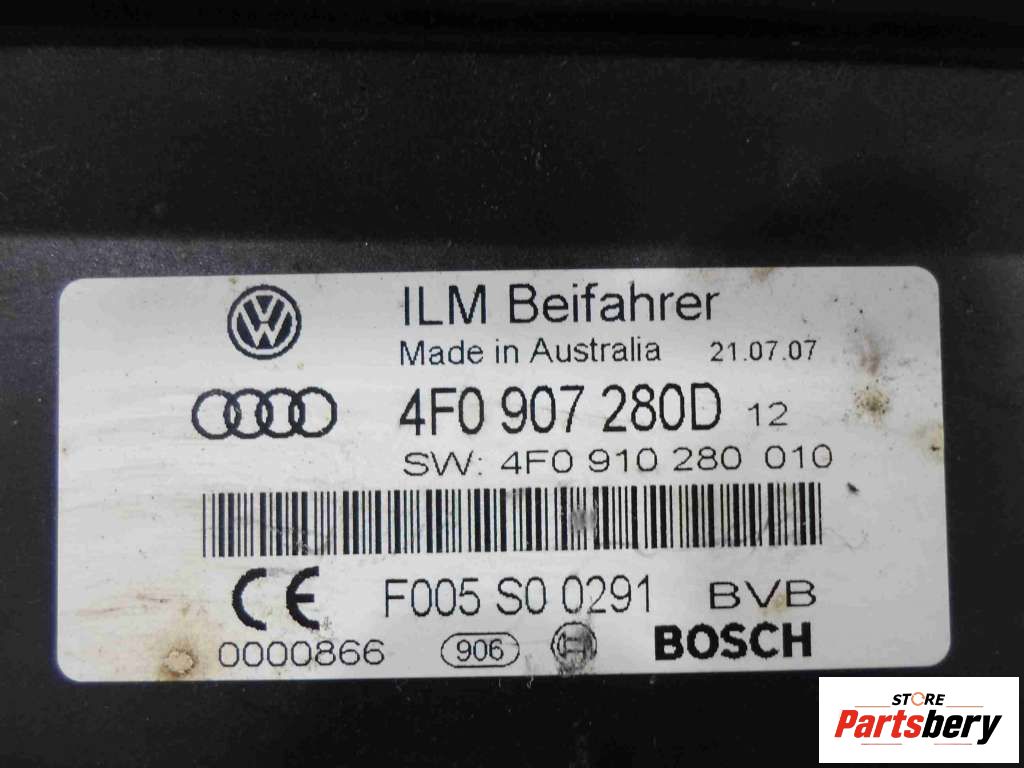 ILM Beifahrer
Made in Australia 21.07.07
4F0 907 280D 12
SW: 4F0 910 280 010
CE F005 S0 0291 BVB
0000866 906 BOSCH
STORE
Partsbery